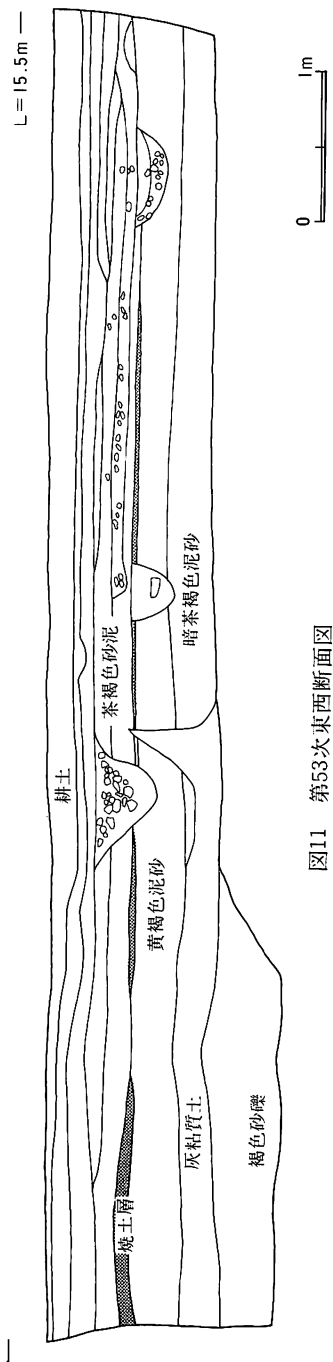 L=15.5m
耕土
茶褐色砂泥
暗茶褐色泥砂
黄褐色泥砂
焼土層
灰粘質土
褐色砂礫
0 1m
図11 第53次東西断面図